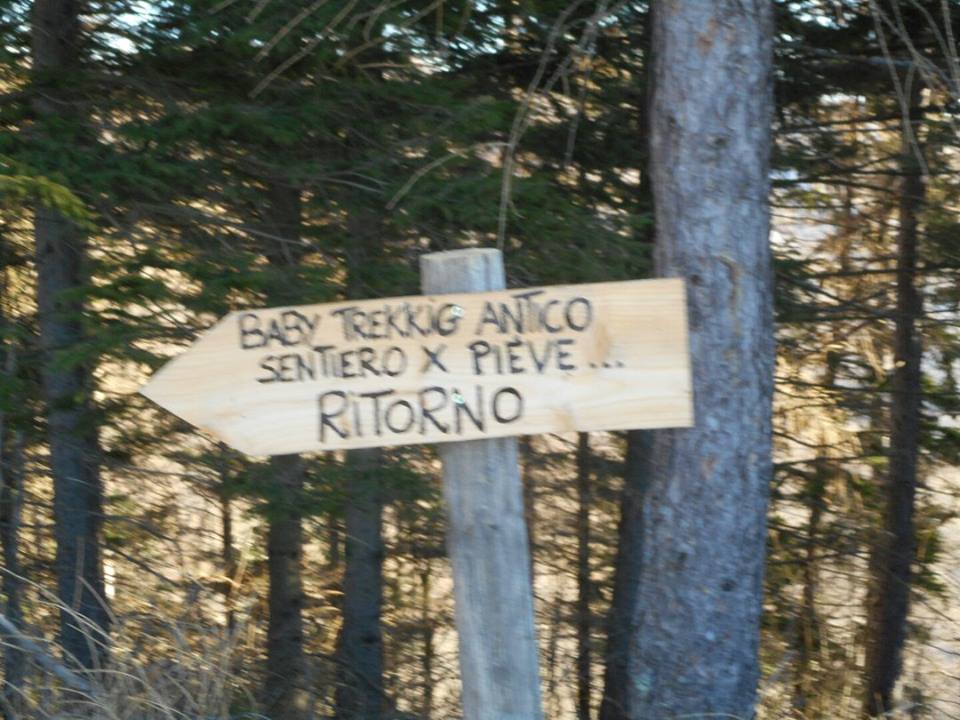 BABY TREKKIG ANTICO
SENTIERO X PIEVE...
RITORNO